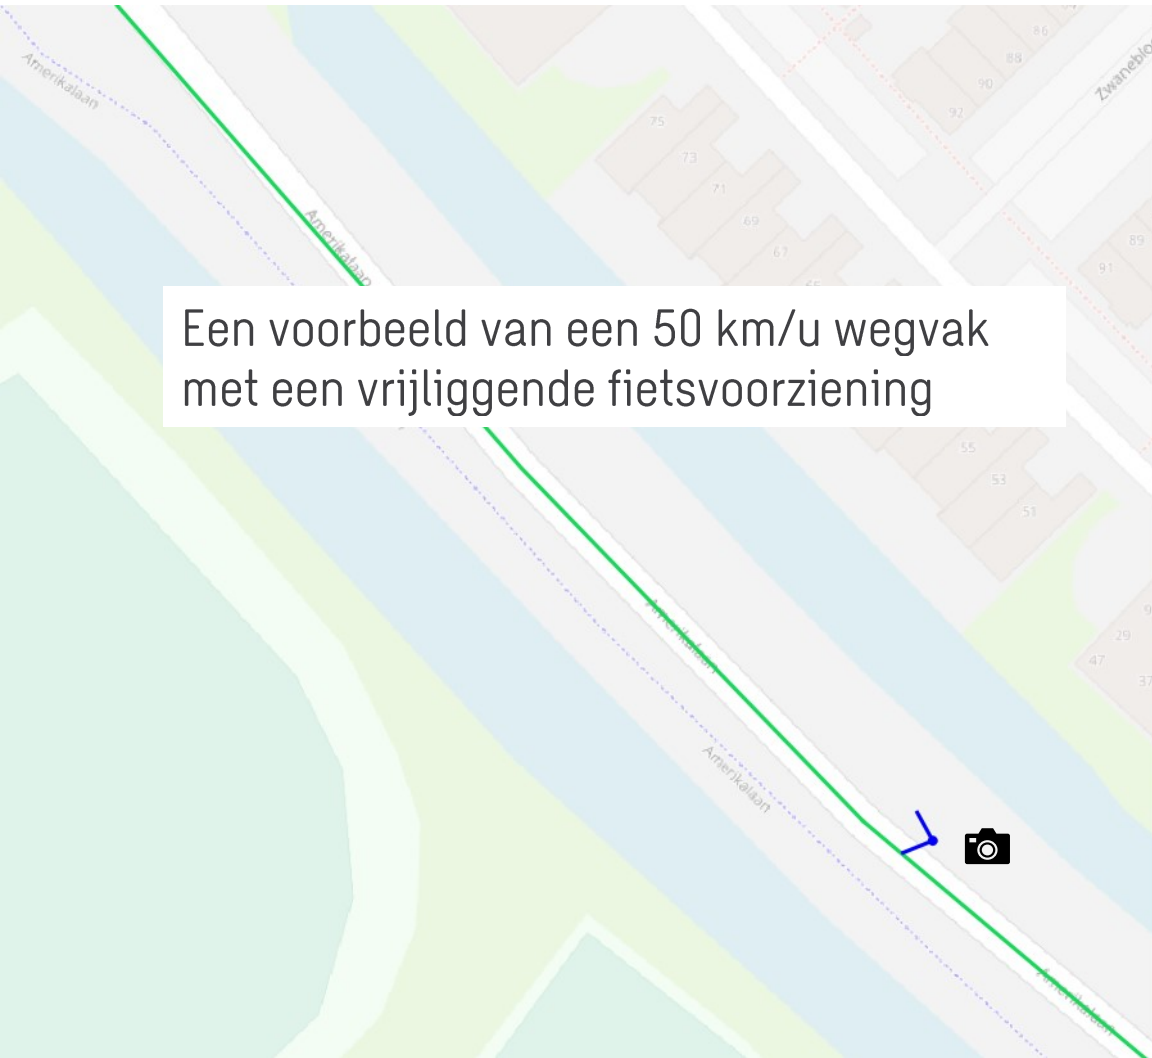 Amerikalaan
86
88
90
92
Zwaneblo
75
73
71
69
67
89
91
Amerikalaan
Een voorbeeld van een 50 km/u wegvak
met een vrijliggende fietsvoorziening
55
53
51
Amerikalaan
29
47
37
Amerikalaan
Amerikalaan